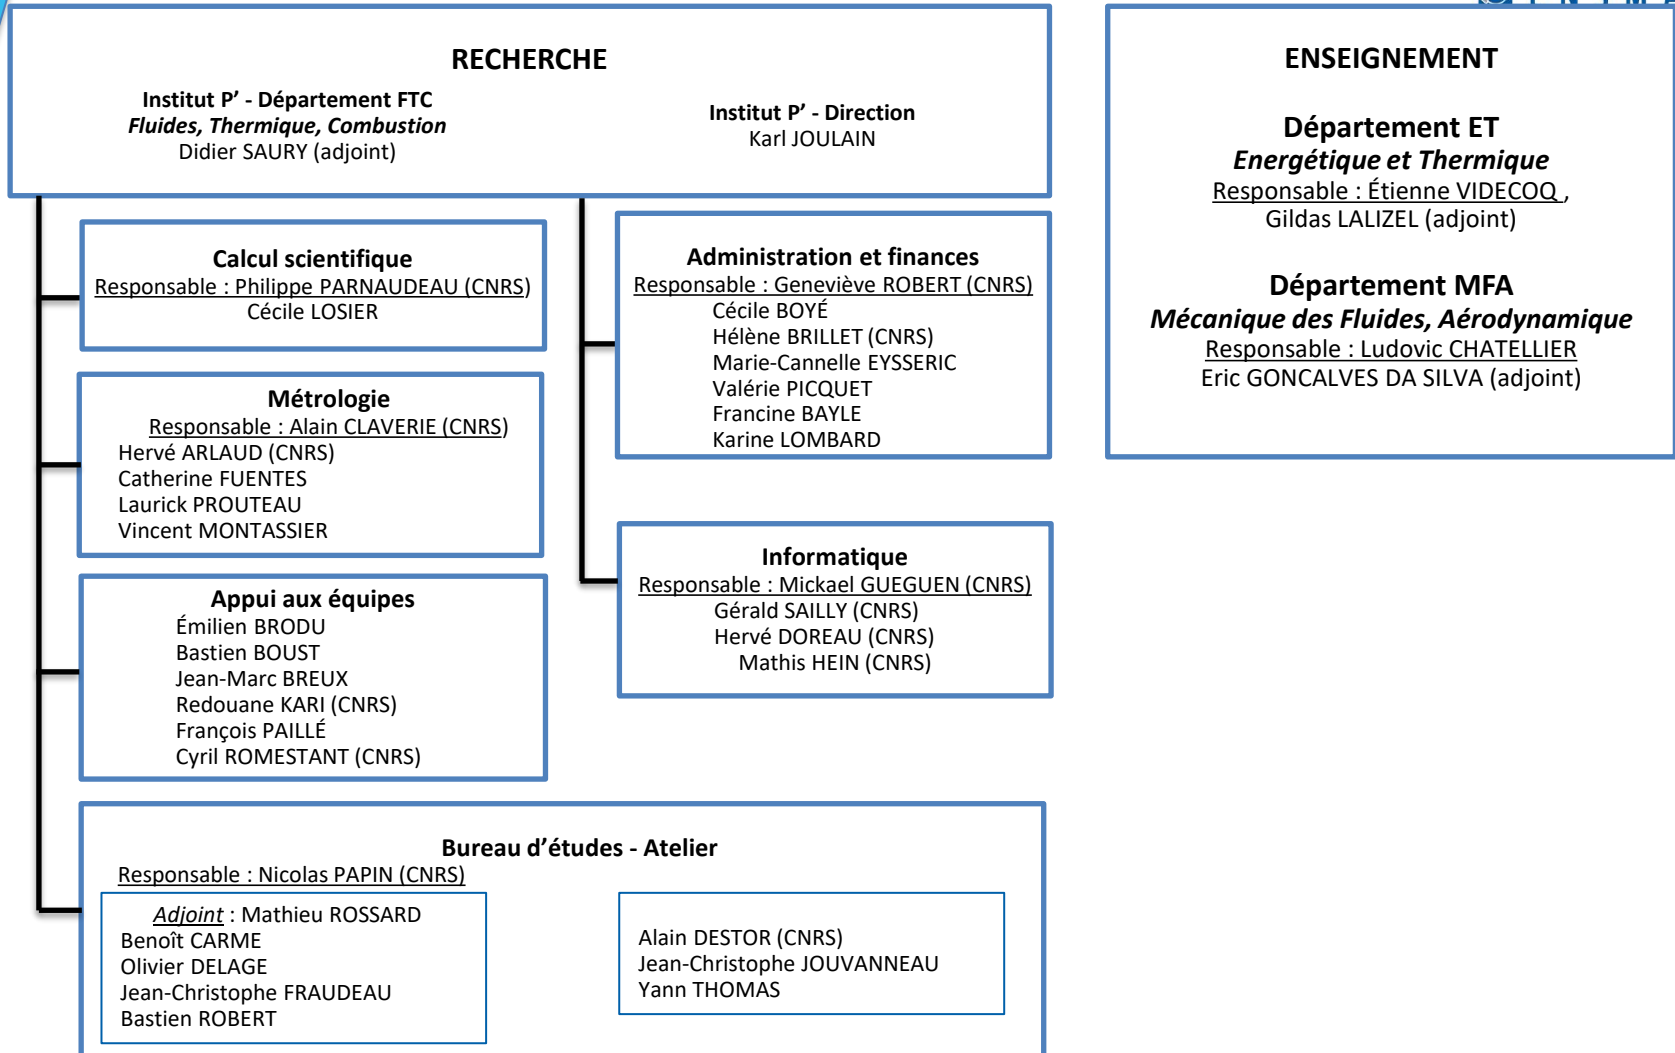 RECHERCHE
Institut P’ - Département FTC
Fluides, Thermique, Combustion
Didier SAURY (adjoint)
Institut P’ - Direction
Karl JOULAIN
Calcul scientifique
Responsable : Philippe PARNAUDEAU (CNRS)
Cécile LOSIER
Métrologie
Responsable : Alain CLAVERIE (CNRS)
Hervé ARLAUD (CNRS)
Catherine FUENTES
Laurick PROUTEAU
Vincent MONTASSIER
Appui aux équipes
Émilien BRODU
Bastien BOUST
Jean-Marc BREUX
Redouane KARI (CNRS)
François PAILLÉ
Cyril ROMESTANT (CNRS)
Administration et finances
Responsable : Geneviève ROBERT (CNRS)
Cécile BOYÉ
Hélène BRILLET (CNRS)
Marie-Cannelle EYSSERIC
Valérie PICQUET
Francine BAYLE
Karine LOMBARD
Informatique
Responsable : Mickael GUEGUEN (CNRS)
Gérald SAILLY (CNRS)
Hervé DOREAU (CNRS)
Mathis HEIN (CNRS)
Bureau d’études - Atelier
Responsable : Nicolas PAPIN (CNRS)
Adjoint : Mathieu ROSSARD
Benoît CARME
Olivier DELAGE
Jean-Christophe FRAUDEAU
Bastien ROBERT
Alain DESTOR (CNRS)
Jean-Christophe JOUVANNEAU
Yann THOMAS
ENSEIGNEMENT
Département ET
Energétique et Thermique
Responsable : Étienne VIDECOQ ,
Gildas LALIZEL (adjoint)
Département MFA
Mécanique des Fluides, Aérodynamique
Responsable : Ludovic CHATELLIER
Eric GONCALVES DA SILVA (adjoint)